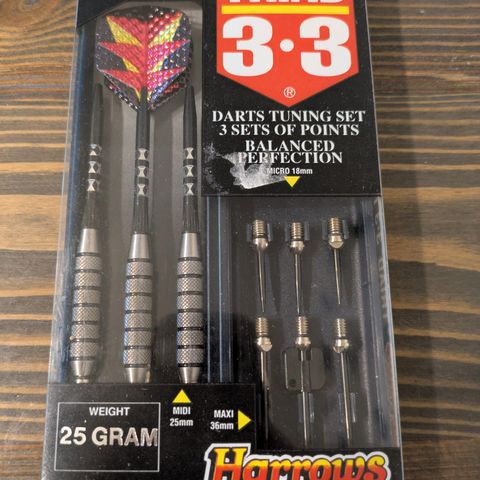 3·3
®
DARTS TUNING SET
3 SETS OF POINTS
BALANCED
PERFECTION
MICRO 18mm
MIDI
25mm
MAXI
36mm
WEIGHT
25 GRAM
Harrows